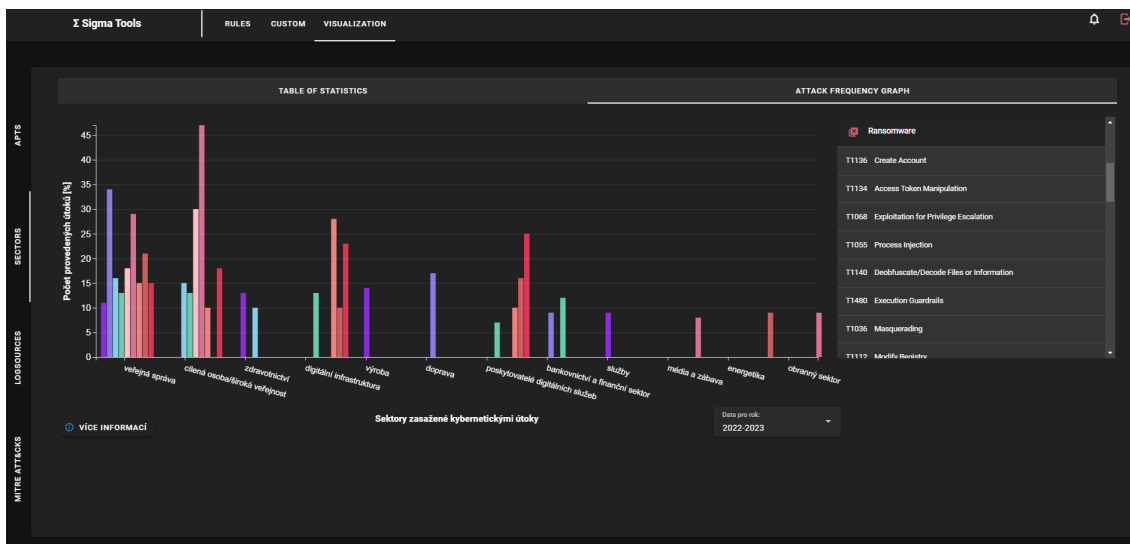 Σ Sigma Tools
RULES
CUSTOM
VISUALIZATION
TABLE OF STATISTICS
ATTACK FREQUENCY GRAPH
APTS
SECTORS
LOGSOURCES
MITRE ATT&CKS
Počet provedených útoků [%]
45
40
35
30
25
20
15
10
5
0
veřejná správa
cílená osoba/široká veřejnost
zdravotnictví
digitální infrastruktura
výroba
doprava
poskytovatelé digitálních služeb
bankovnictví a finanční sektor
služby
média a zábava
energetika
obranný sektor
Sektory zasažené kybernetickými útoky
VÍCE INFORMACÍ
Data pro rok:
2022-2023
Ransomware
T1136 Create Account
T1134 Access Token Manipulation
T1068 Exploitation for Privilege Escalation
T1055 Process Injection
T1140 Deobfuscate/Decode Files or Information
T1480 Execution Guardrails
T1036 Masquerading
T1112 Modify Registry